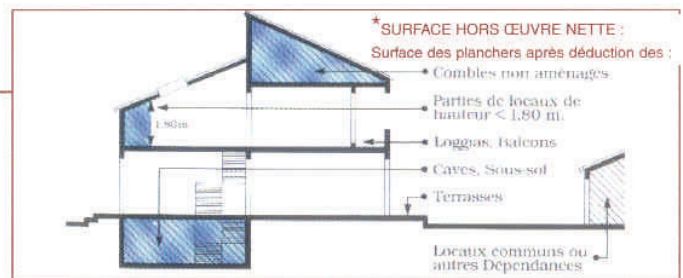 *SURFACE HORS ŒUVRE NETTE :
Surface des planchers après déduction des :
Combles non aménagés
Parties de locaux de
hauteur < 1.80 m.
1.80 m
Loggias, Balcons
Caves, Sous-sol
Terrasses
Locaux communs ou
autres Dépendances